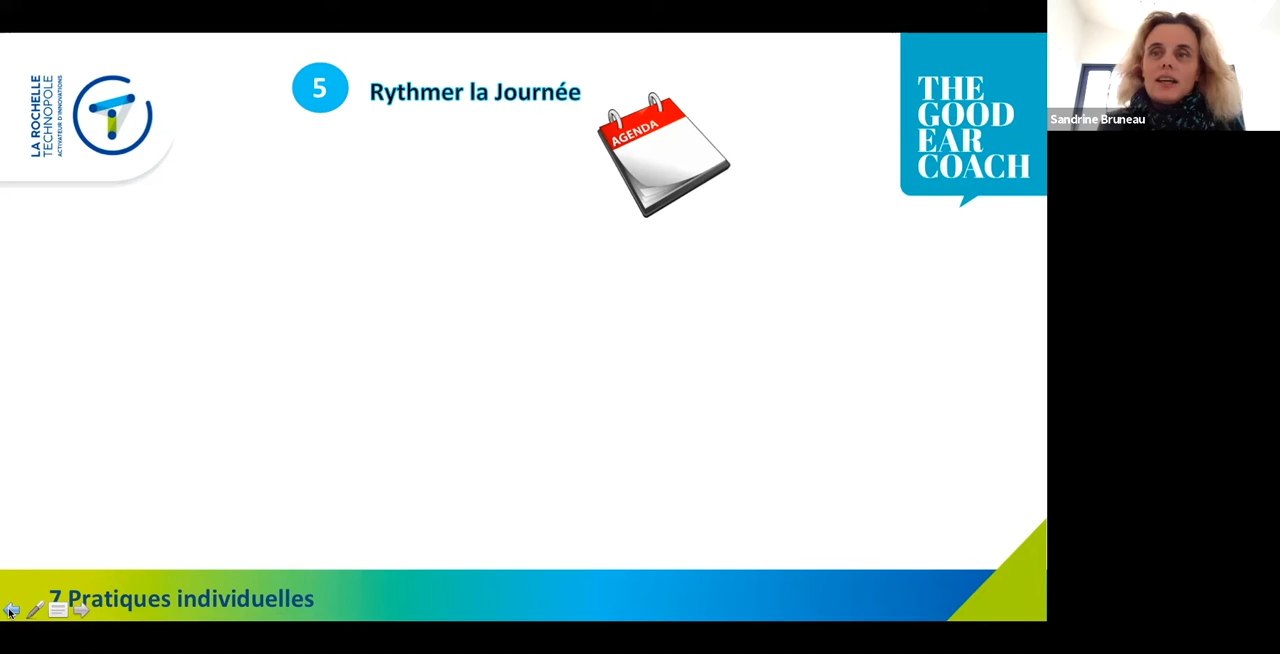 LA ROCHELLE
TECHNOPOLE
ACTIVATEUR D'INNOVATIONS
5
Rythmer la Journée
AGENDA
THE
GOOD
EAR
COACH
Sandrine Bruneau
7 Pratiques individuelles